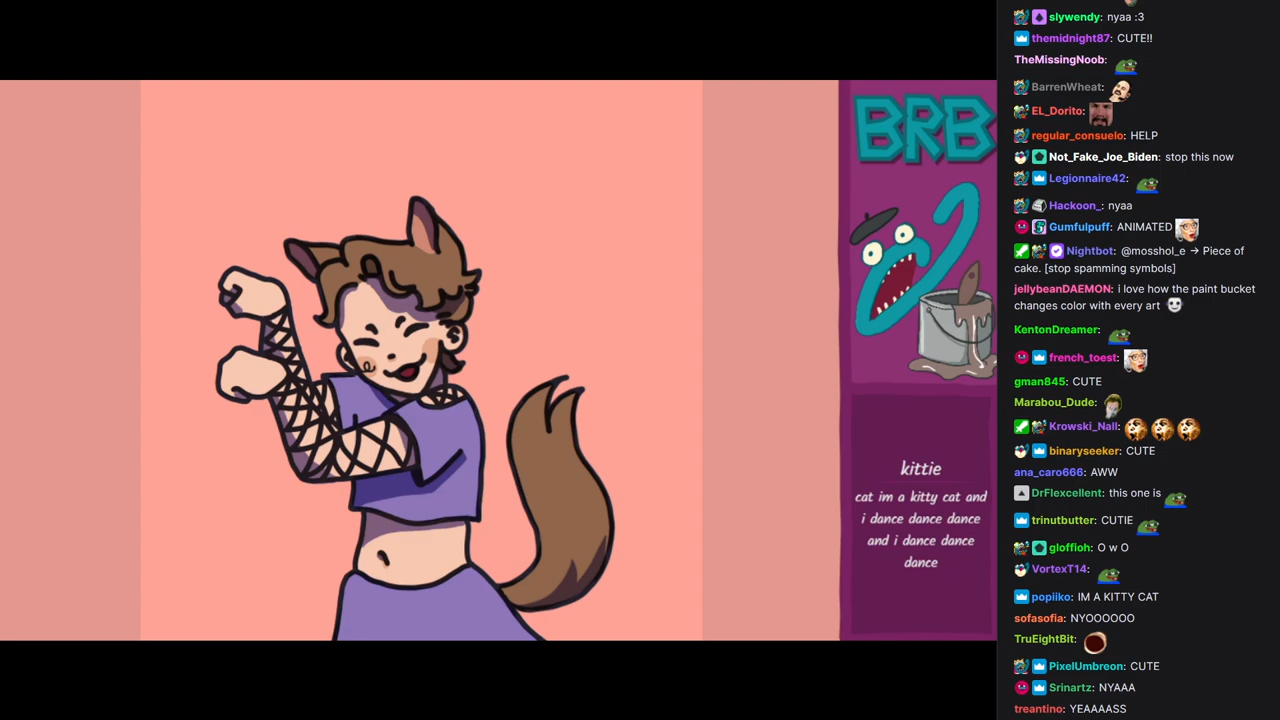 BRB
kittie
cat im a kitty cat and
i dance dance dance
and i dance dance
dance
slywendy: nyaa :3
themidnight87: CUTE!!
TheMissingNoob:
BarrenWheat:
EL_Dorito:
regular_consuelo: HELP
Not_Fake_Joe_Biden: stop this now
Legionnaire42:
Hackoon_: nyaa
Gumfulpuff: ANIMATED
Nightbot: @mosshol_e → Piece of
cake. [stop spamming symbols]
jellybeanDAEMON: i love how the paint bucket
changes color with every art
KentonDreamer:
french_toest:
gman845: CUTE
Marabou_Dude:
Krowski_Nall:
binaryseeker: CUTE
ana_caro666: AWW
DrFlexcellent: this one is
trinutbutter: CUTIE
gloffioh: O w O
VortexT14:
popiiko: IM A KITTY CAT
sofasofia: NYOOOOOO
TruEightBit:
PixelUmbreon: CUTE
Srinartz: NYAAA
treantino: YEAAAASS